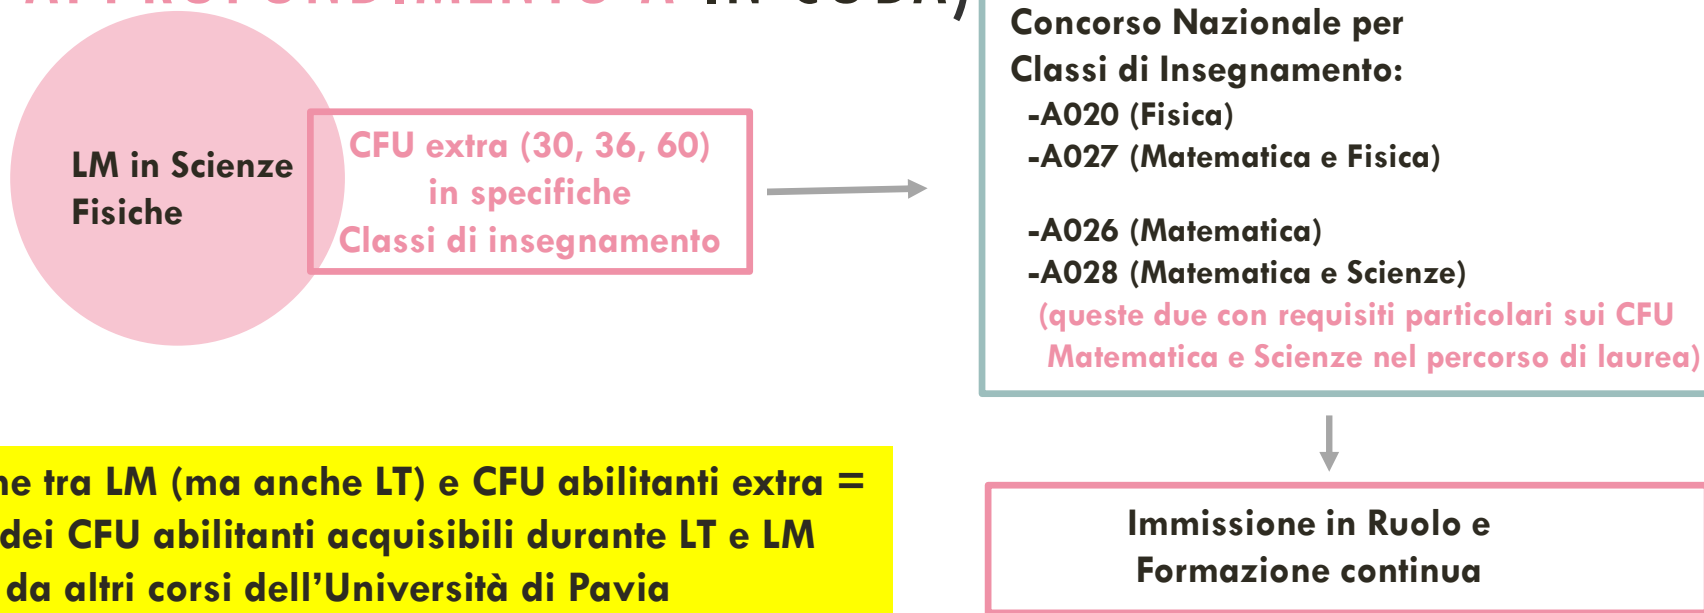 IN CODA)
LM in Scienze
Fisiche
CFU extra (30, 36, 60)
in specifiche
Classi di insegnamento
Concorso Nazionale per
Classi di Insegnamento:
-A020 (Fisica)
-A027 (Matematica e Fisica)
-A026 (Matematica)
-A028 (Matematica e Scienze)
(queste due con requisiti particolari sui CFU
Matematica e Scienze nel percorso di laurea)
tra LM (ma anche LT) e CFU abilitanti extra =
dei CFU abilitanti acquisibili durante LT e LM
da altri corsi dell'Università di Pavia
Immissione in Ruolo e
Formazione continua